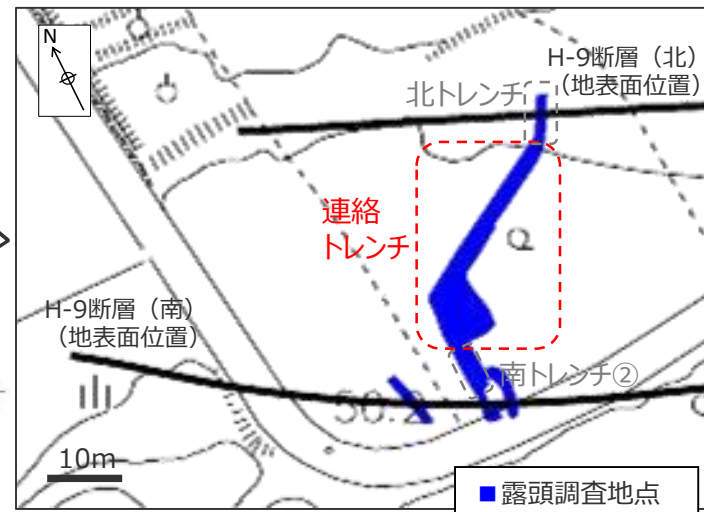 N
H-9断層（北）
（地表面位置）
北トレンチ
連絡
トレンチ
H-9断層（南）
（地表面位置）
南トレンチ②
50.2
10m
■露頭調査地点